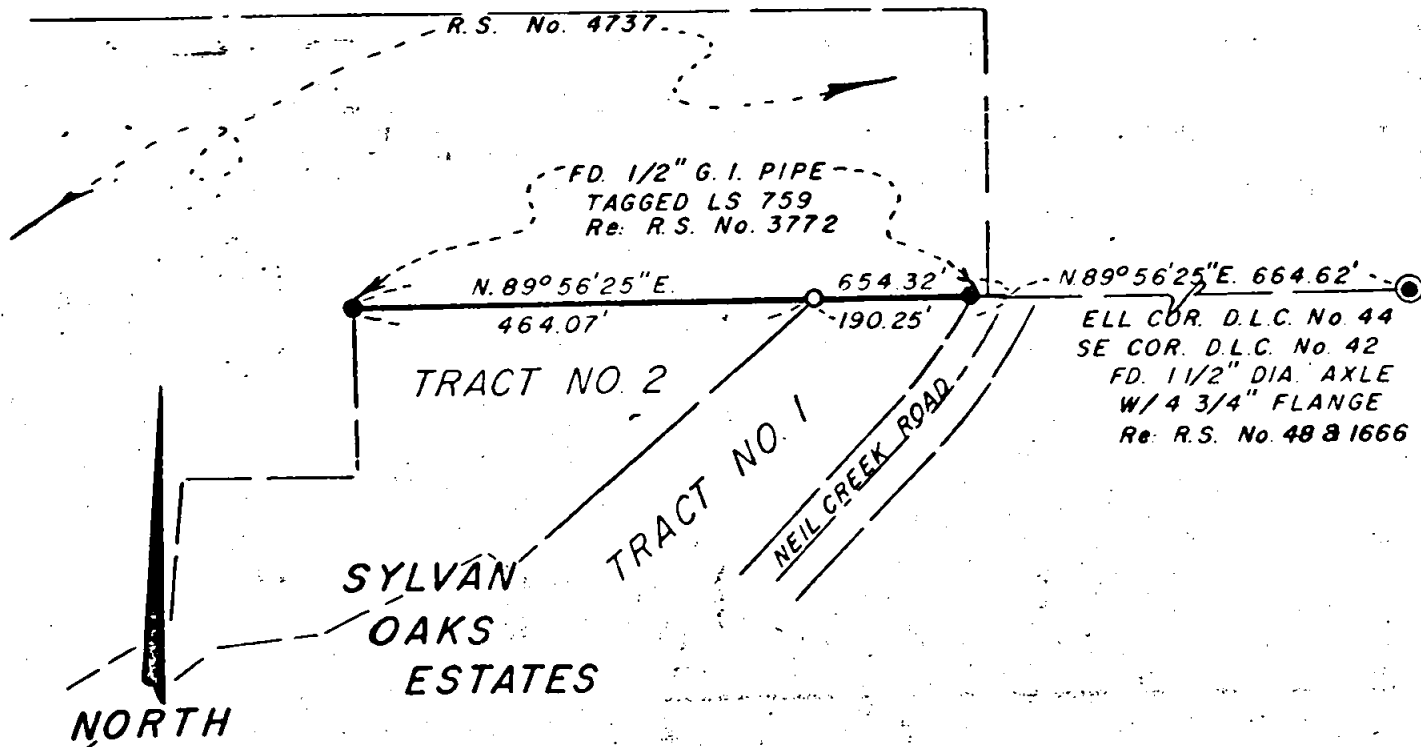 R.S. No. 4737
FD. 1/2" G. I. PIPE
TAGGED LS 759
Re: R.S. No. 3772
N. 89° 56' 25" E.
654.32'
464.07'
190.25'
N. 89° 56' 25" E. 664.62'
ELL COR. D.L.C. No. 44
SE COR. D.L.C. No. 42
FD. 1 1/2" DIA. AXLE
W/ 4 3/4" FLANGE
Re: R.S. No. 48 & 1666
TRACT NO. 2
TRACT NO. 1
NEIL CREEK ROAD
SYLVAN
OAKS
ESTATES
NORTH